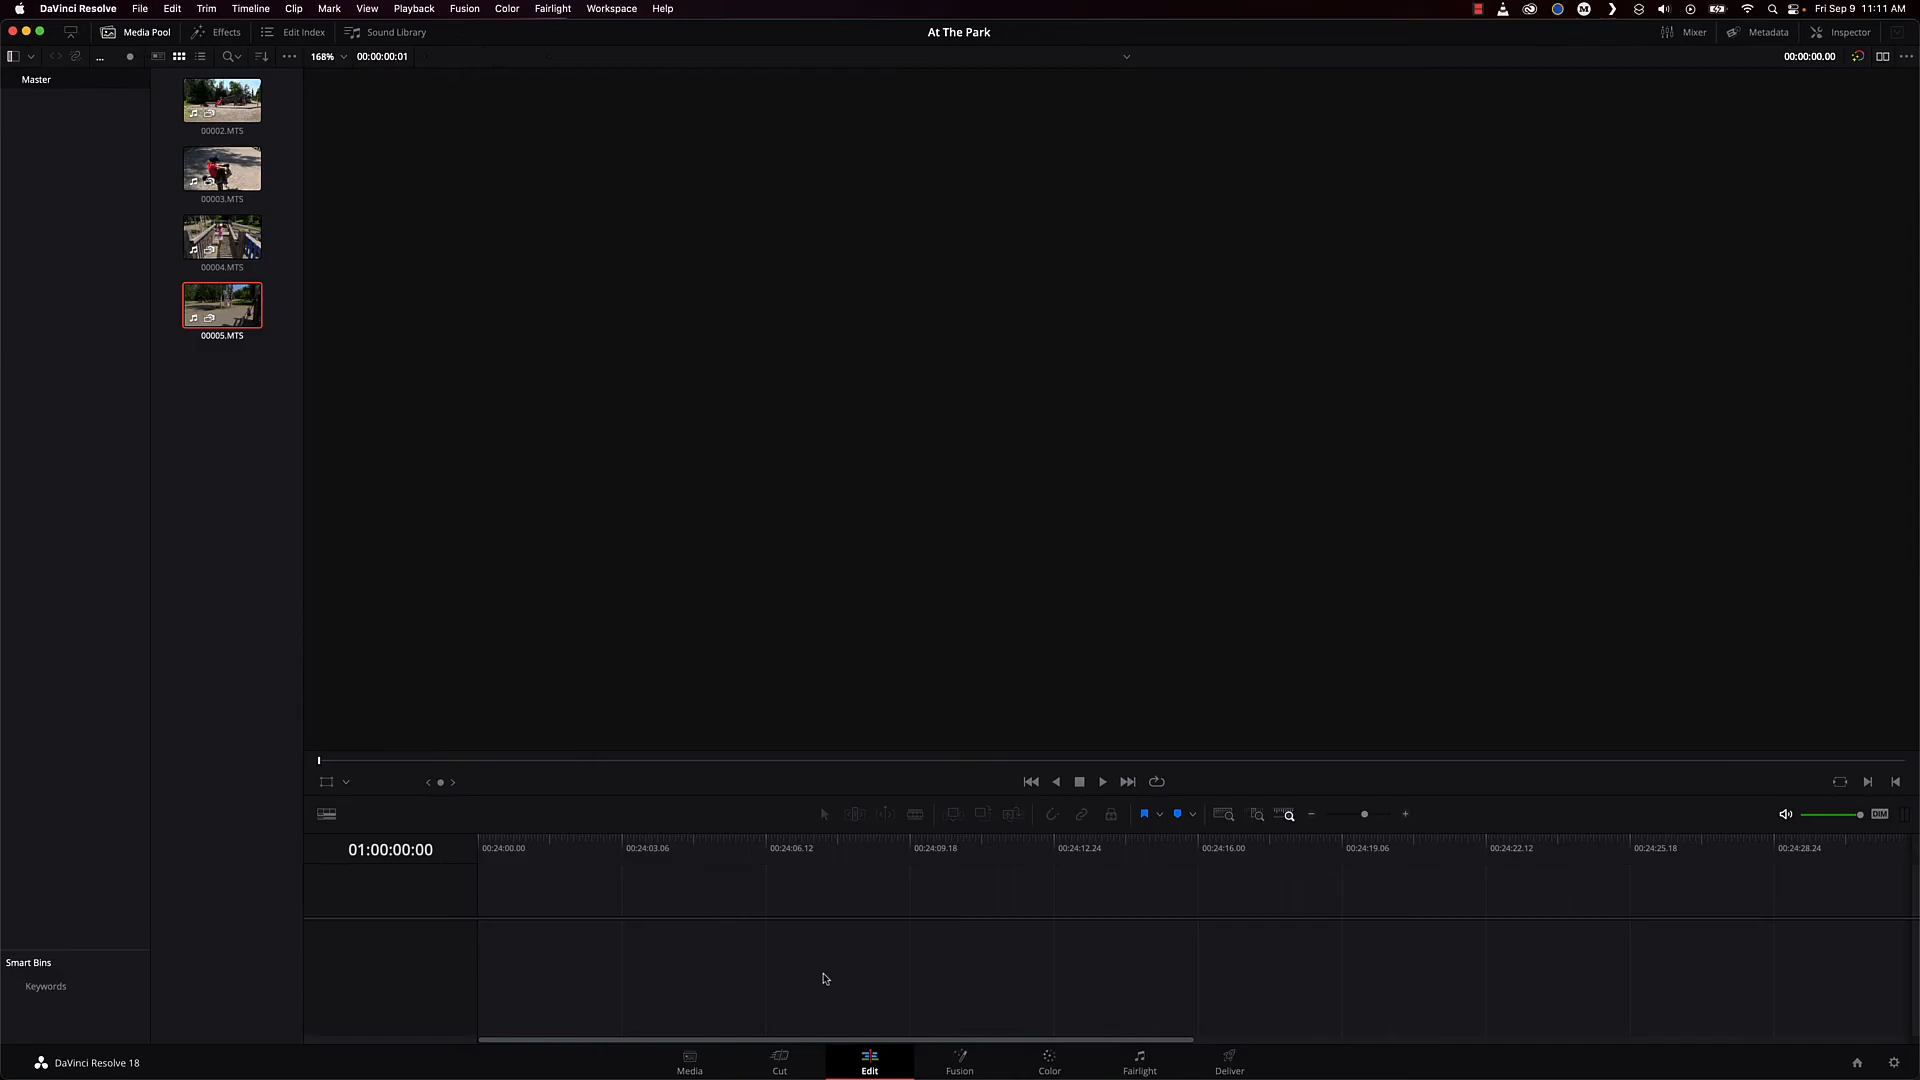 DaVinci Resolve File Edit Trim Timeline Clip Mark View Playback Fusion Color Fairlight Workspace Help Fri Sep 9 11:11 AM
Media Pool Effects Edit Index Sound Library At The Park Mixer Metadata Inspector
... 168% 00:00:00:01 00:00:00.00
Master
00002.MTS
00003.MTS
00004.MTS
00005.MTS
DIM
01:00:00:00 00:24:00.00 00:24:03.06 00:24:06.12 00:24:09.18 00:24:12.24 00:24:16.00 00:24:19.06 00:24:22.12 00:24:25.18 00:24:28.24
Smart Bins
Keywords
DaVinci Resolve 18 Media Cut Edit Fusion Color Fairlight Deliver